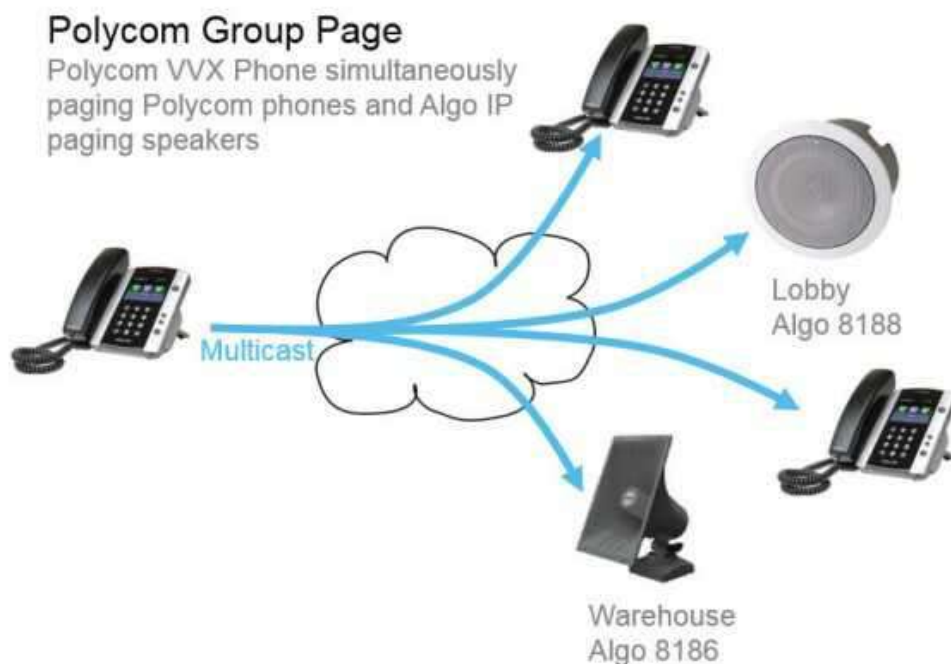 Polycom Group Page
Polycom VVX Phone simultaneously
paging Polycom phones and Algo IP
paging speakers
Multicast
Lobby
Algo 8188
Warehouse
Algo 8186